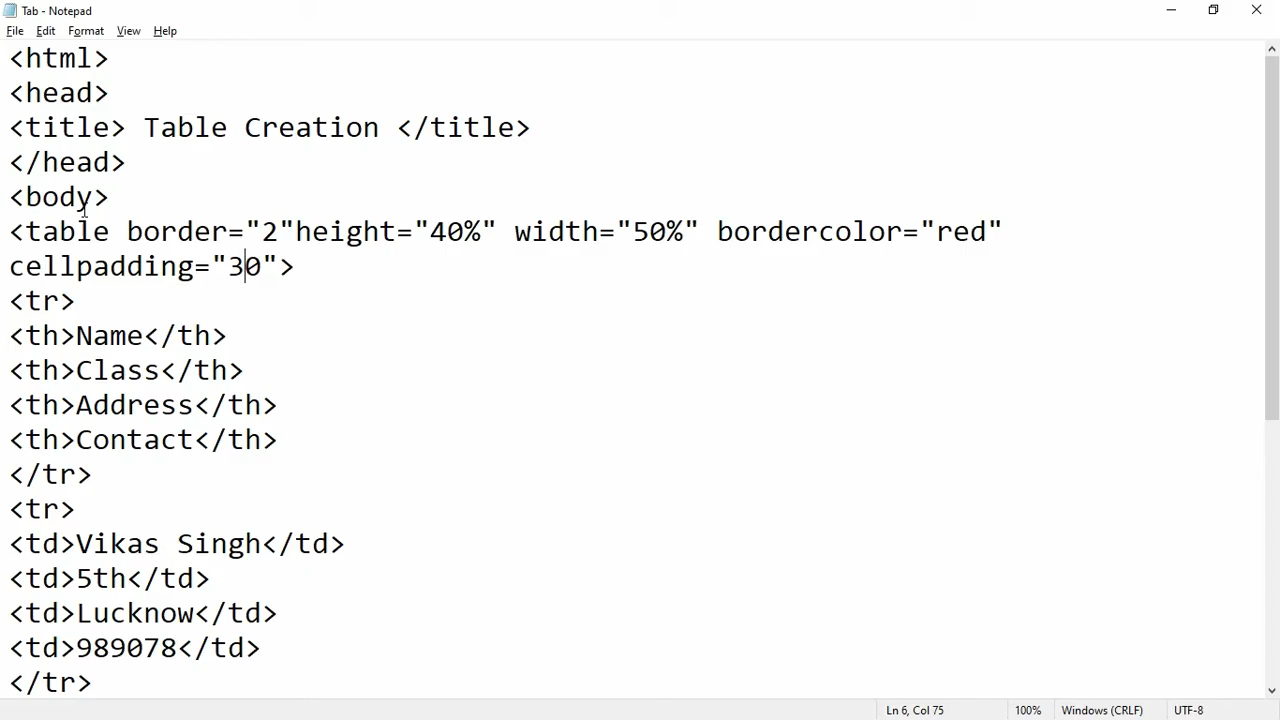 Tab - Notepad
File Edit Format View Help
<html>
<head>
<title> Table Creation </title>
</head>
<body>
<table border="2"height="40%" width="50%" bordercolor="red"
cellpadding="30">
<tr>
<th>Name</th>
<th>Class</th>
<th>Address</th>
<th>Contact</th>
</tr>
<tr>
<td>Vikas Singh</td>
<td>5th</td>
<td>Lucknow</td>
<td>989078</td>
</tr>
Ln 6, Col 75 100% Windows (CRLF) UTF-8